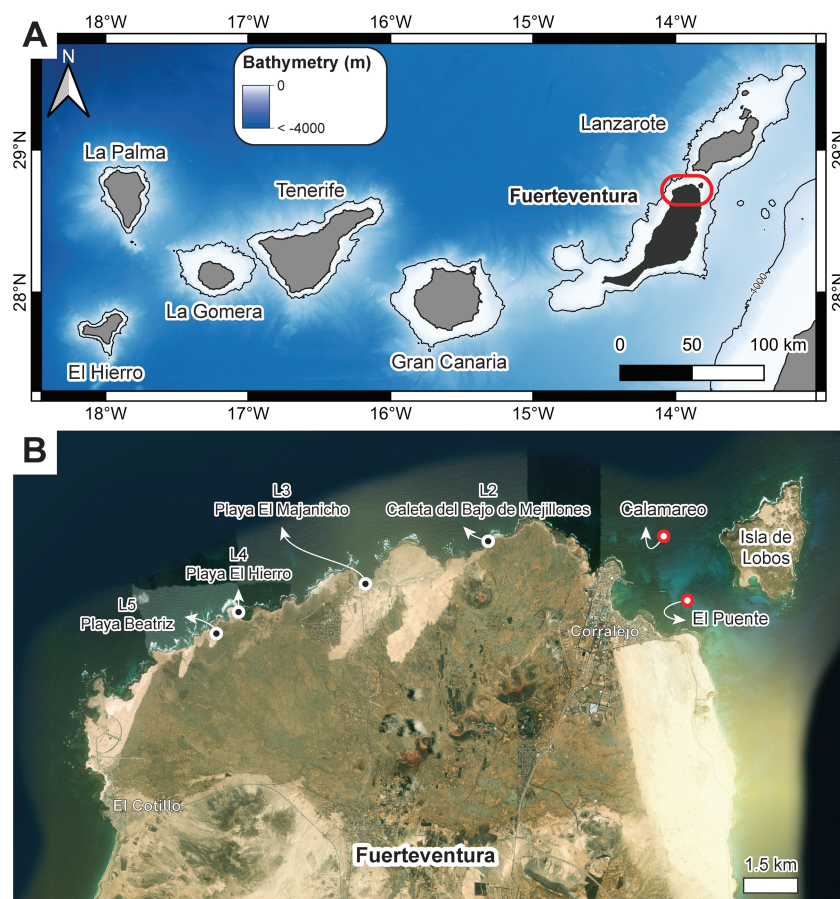 18°W 17°W 16°W 15°W 14°W
A
N
Bathymetry (m)
0
< -4000
29°N
28°N
La Palma
Tenerife
Lanzarote
Fuerteventura
La Gomera
El Hierro
Gran Canaria
4000
0 50 100 km
29°N
28°N
18°W 17°W 16°W 15°W 14°W
B
L3
Playa El Majanicho
L2
Caleta del Bajo de Mejillones
Calamareo
Isla de
Lobos
L4
Playa El Hierro
L5
Playa Beatriz
El Puente
Corralejo
El Cotillo
Fuerteventura
1.5 km